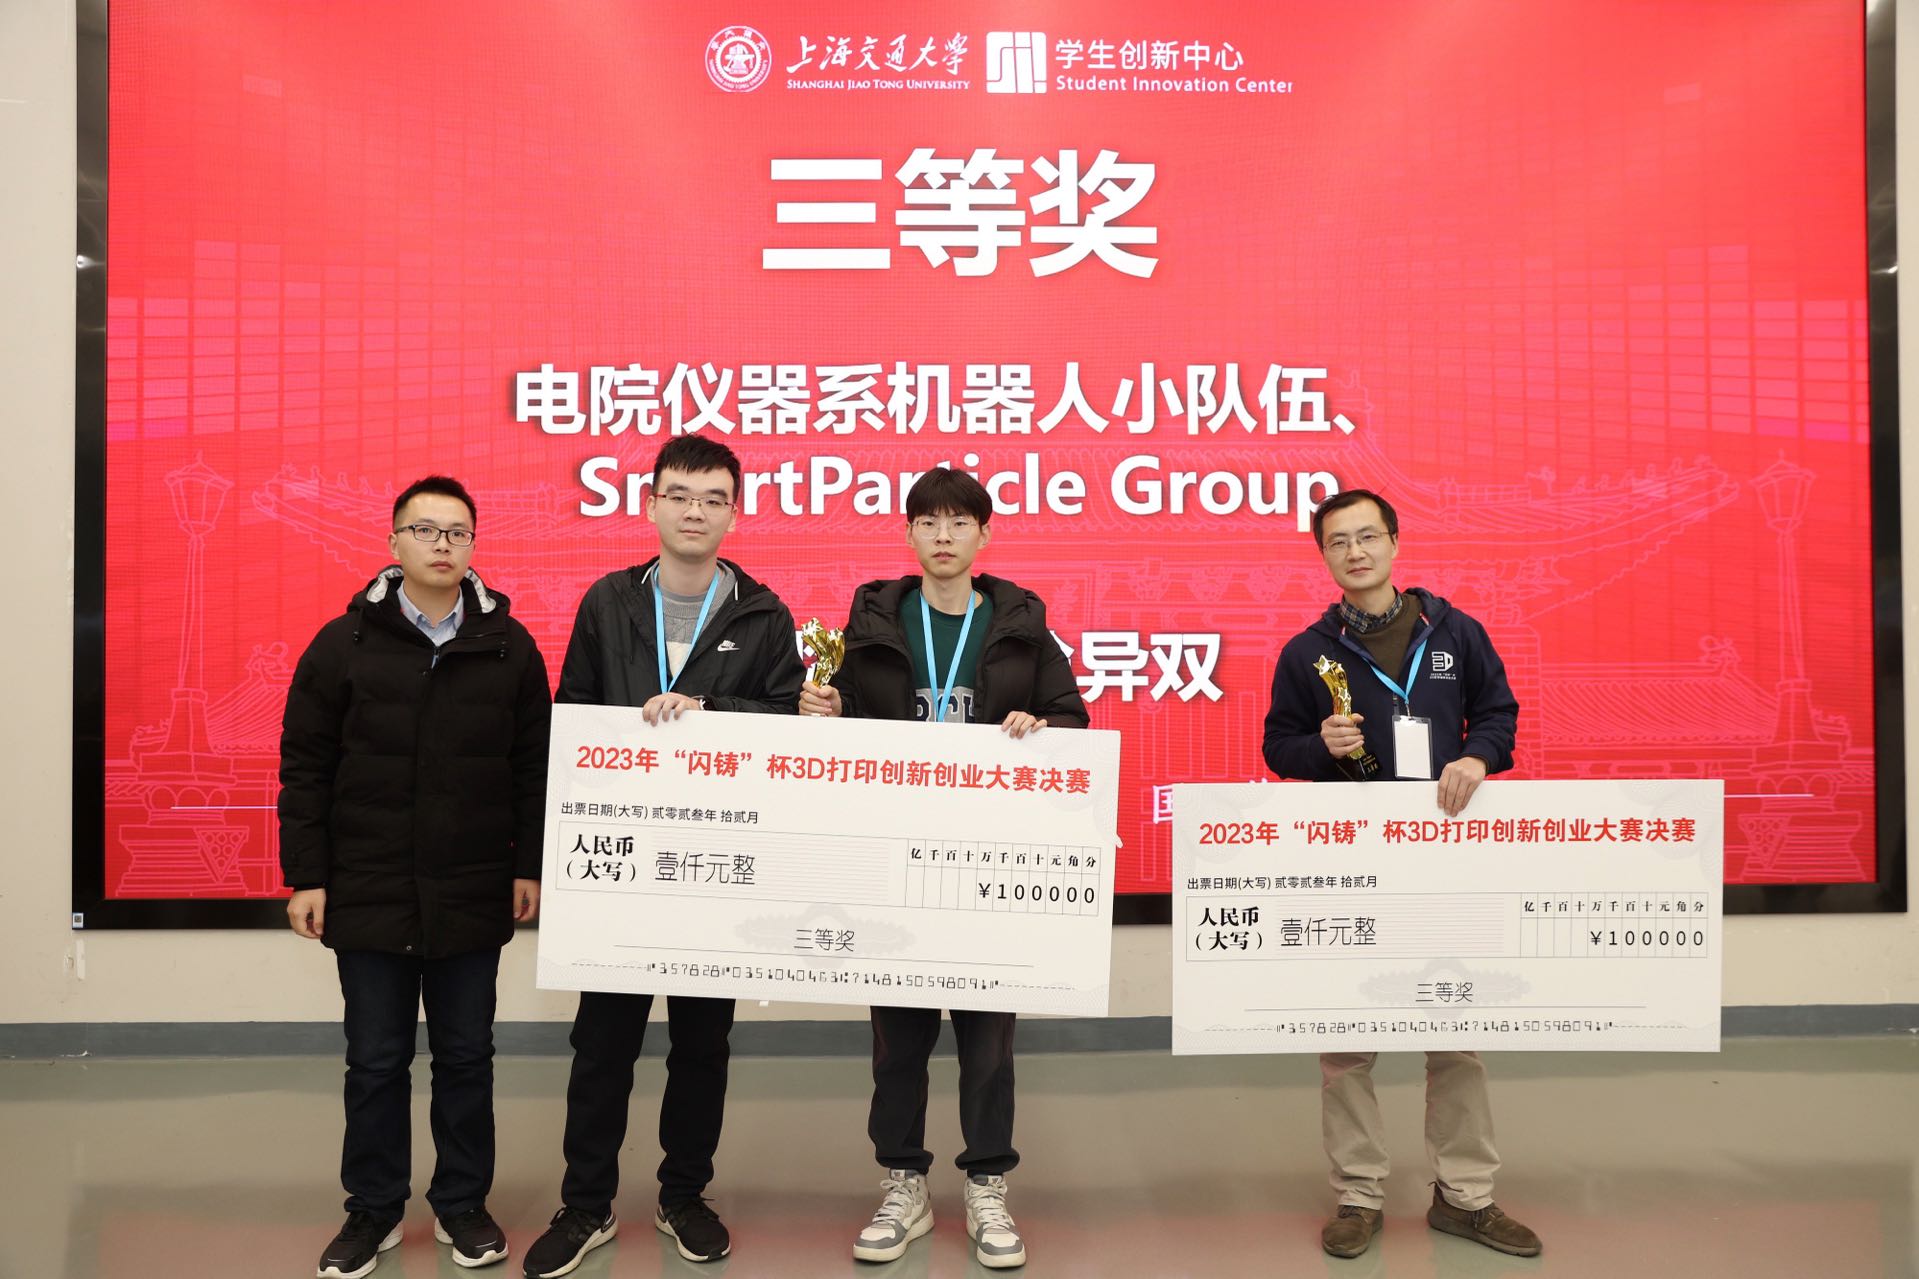 上海交通大学
SHANGHAI JIAO TONG UNIVERSITY
学生创新中心
Student Innovation Center
三等奖
电院仪器系机器人小队伍、
SmartParticle Group
异双
2023年“闪铸”杯3D打印创新创业大赛决赛
出票日期(大写) 贰零贰叁年 拾贰月
人民币
(大写) 壹仟元整
亿千百十万千百十元角分
¥100000
三等奖
2023年“闪铸”杯3D打印创新创业大赛决赛
出票日期(大写) 贰零贰叁年 拾贰月
人民币
(大写) 壹仟元整
亿千百十万千百十元角分
¥100000
三等奖